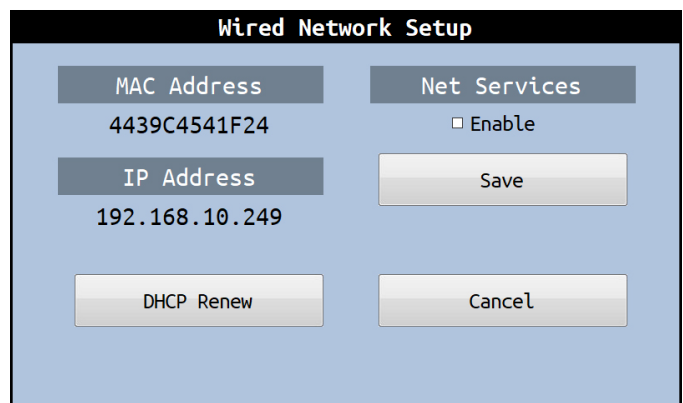 Wired Network Setup
MAC Address
4439C4541F24
IP Address
192.168.10.249
DHCP Renew
Net Services
Enable
Save
Cancel